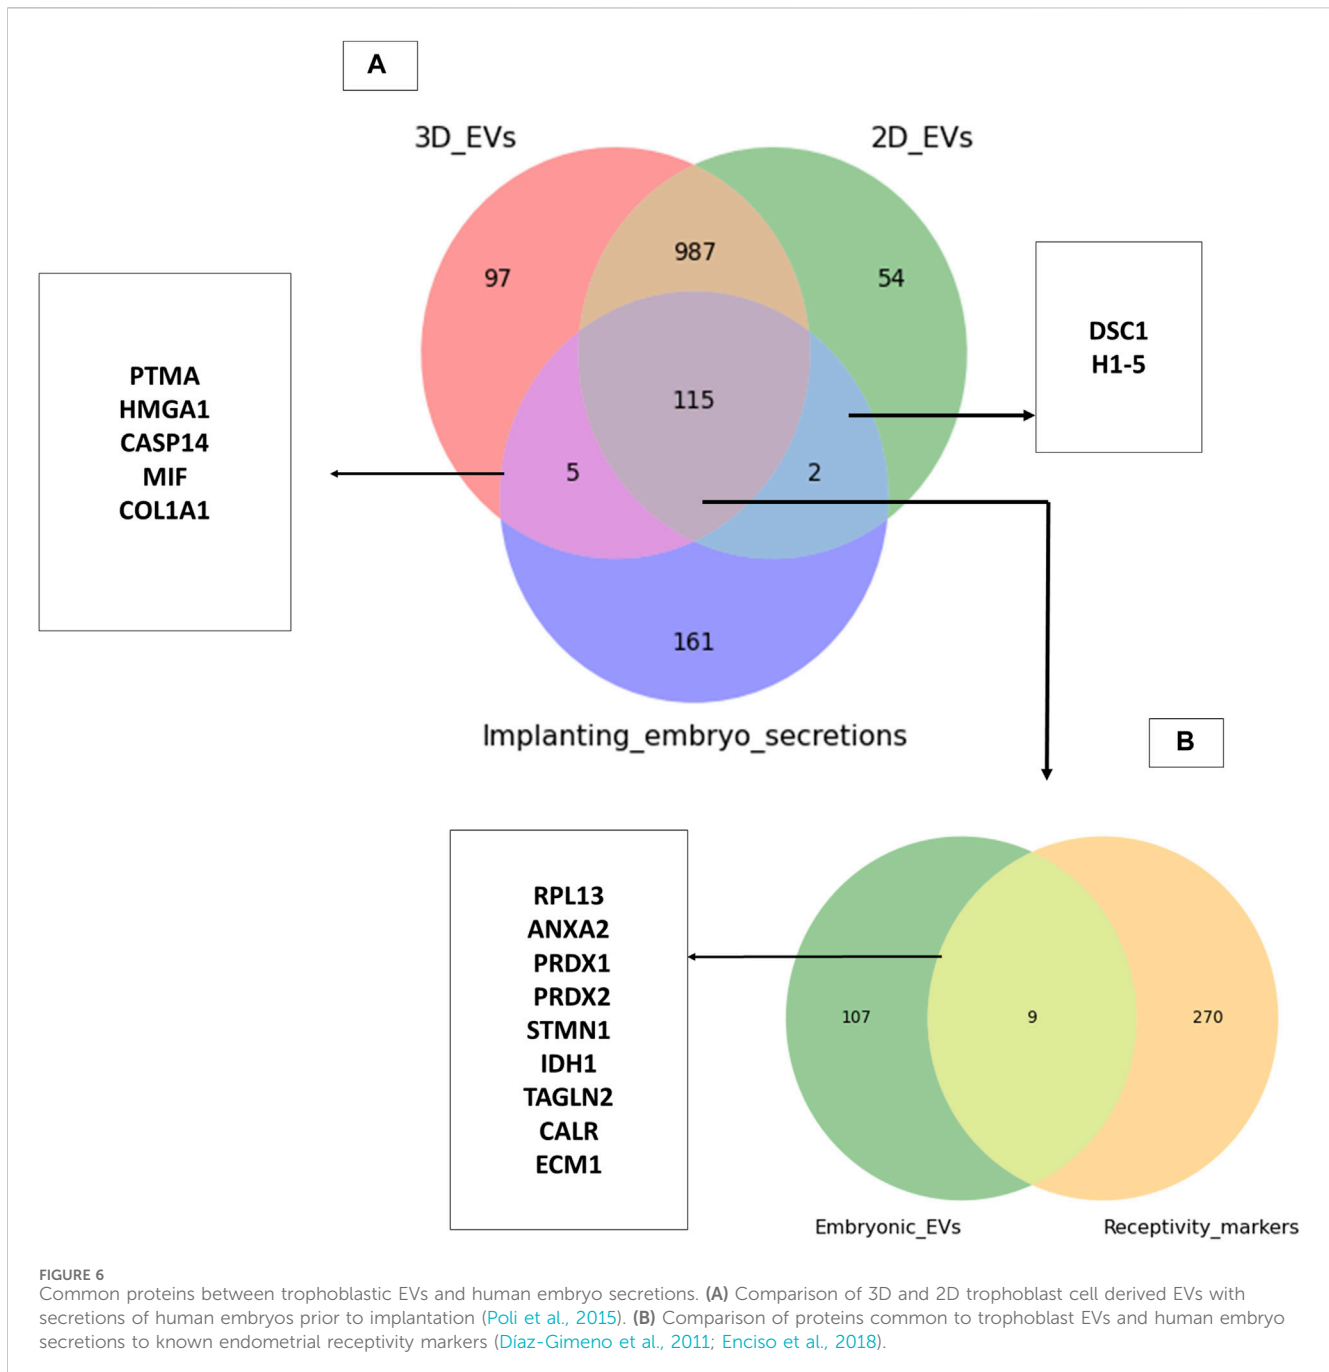 A
3D_EVs
2D_EVs
97
987
54
115
5
2
161
Implanting_embryo_secretions
PTMA
HMGA1
CASP14
MIF
COL1A1
DSC1
H1-5
B
RPL13
ANXA2
PRDX1
PRDX2
STMN1
IDH1
TAGLN2
CALR
ECM1
107
9
270
Embryonic_EVs
Receptivity_markers
FIGURE 6
Common proteins between trophoblastic EVs and human embryo secretions. (A) Comparison of 3D and 2D trophoblast cell derived EVs with
secretions of human embryos prior to implantation (Poli et al., 2015). (B) Comparison of proteins common to trophoblast EVs and human embryo
secretions to known endometrial receptivity markers (Díaz-Gimeno et al., 2011; Enciso et al., 2018).